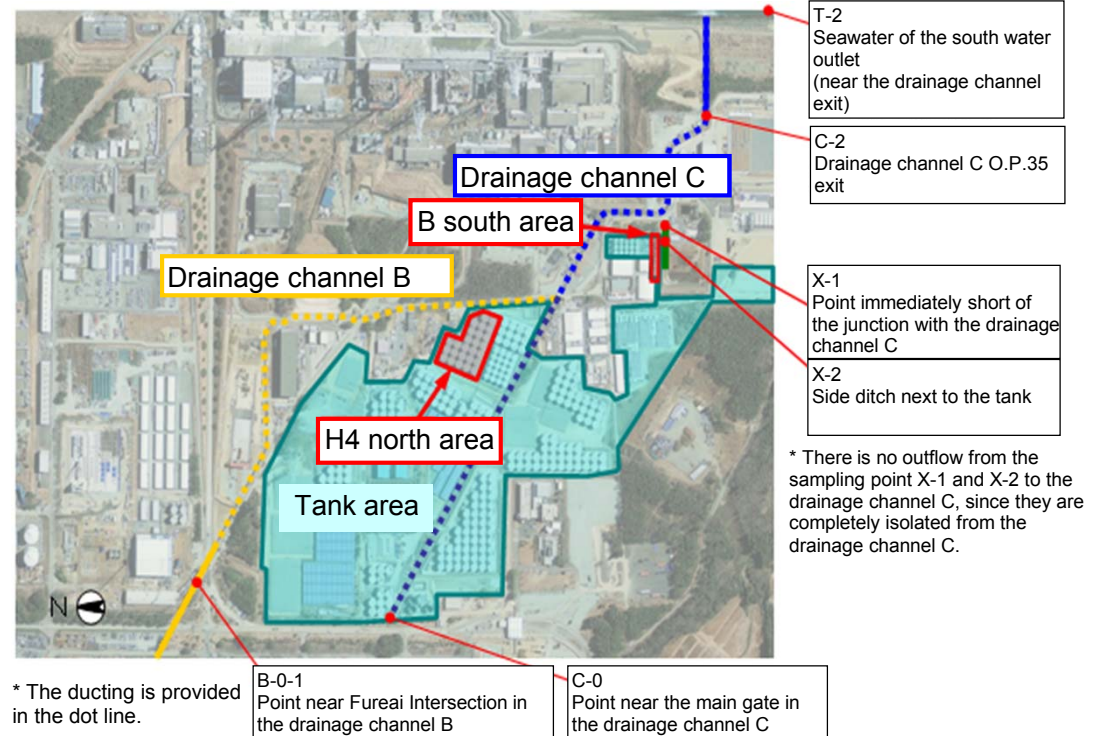 T-2
Seawater of the south water
outlet
(near the drainage channel
exit)
C-2
Drainage channel C O.P.35
exit
Drainage channel C
B south area
Drainage channel B
X-1
Point immediately short of
the junction with the drainage
channel C
X-2
Side ditch next to the tank
H4 north area
* There is no outflow from the
sampling point X-1 and X-2 to the
drainage channel C, since they are
completely isolated from the
drainage channel C.
Tank area
N
* The ducting is provided
in the dot line.
B-0-1
Point near Fureai Intersection in
the drainage channel B
C-0
Point near the main gate in
the drainage channel C